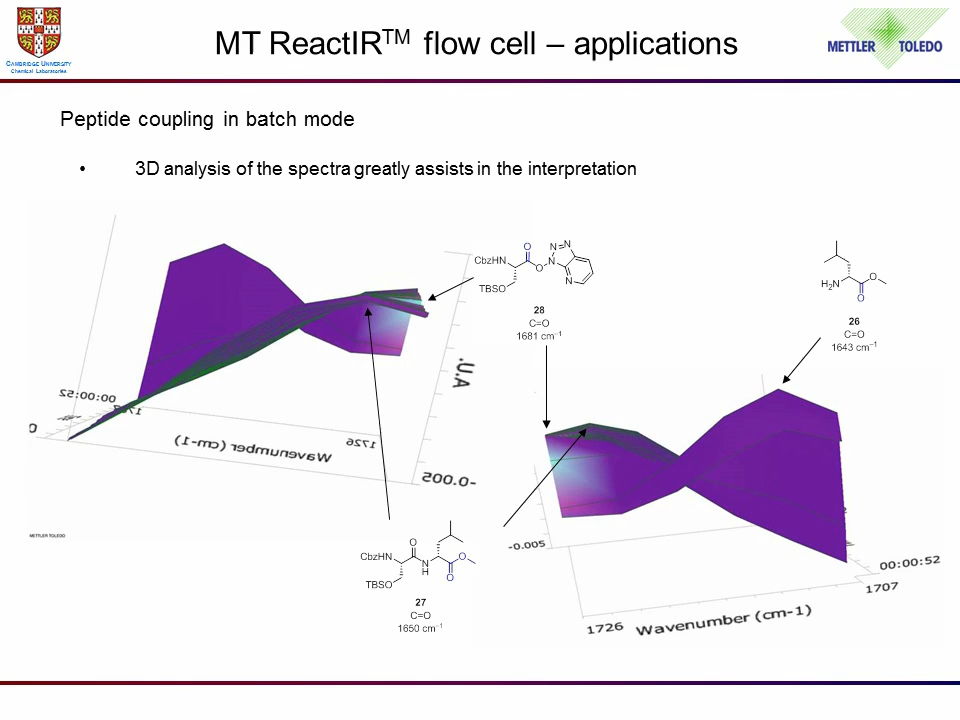 CAMBRIDGE UNIVERSITY
Chemical Laboratories
MT ReactIR™ flow cell – applications
METTLER TOLEDO
Peptide coupling in batch mode
• 3D analysis of the spectra greatly assists in the interpretation
CbzHN
O
O
N
N=N
N
TBSO
28
C=O
1681 cm⁻¹
H₂N
O
O
26
C=O
1643 cm⁻¹
A.U.
00:00:52
1726
Wavenumber (cm-1)
-0.005
METTLER TOLEDO
CbzHN
O
N
H
O
O
TBSO
27
C=O
1650 cm⁻¹
-0.005
00:00:52
1707
1726
Wavenumber (cm-1)